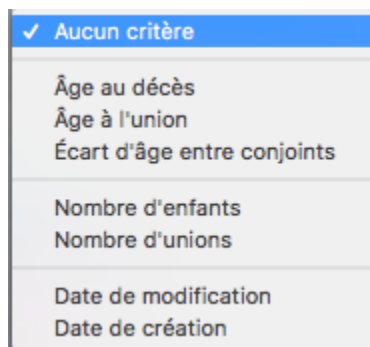 ✓ Aucun critère
Âge au décès
Âge à l'union
Écart d'âge entre conjoints
Nombre d'enfants
Nombre d'unions
Date de modification
Date de création